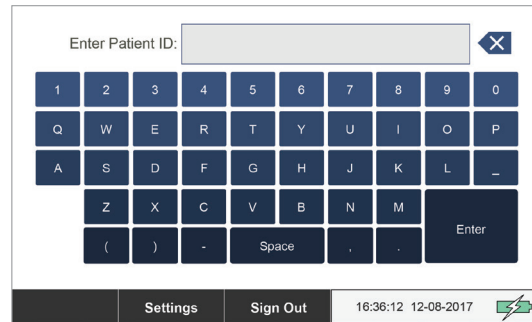 Enter Patient ID:
1 2 3 4 5 6 7 8 9 0
Q W E R T Y U I O P
A S D F G H J K L _
Z X C V B N M Enter
( ) - Space , .
Settings Sign Out 16:36:12 12-08-2017